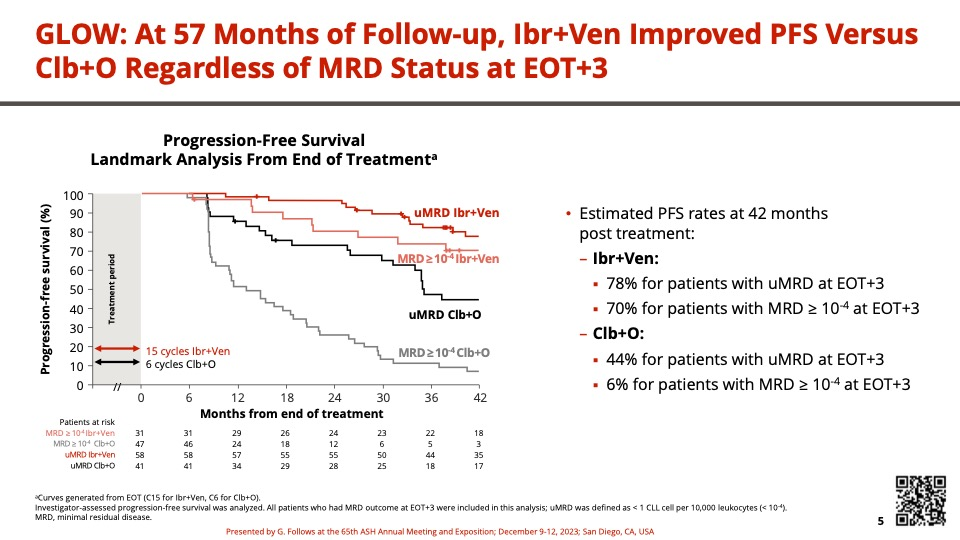 GLOW: At 57 Months of Follow-up, Ibr+Ven Improved PFS Versus
Clb+O Regardless of MRD Status at EOT+3
Progression-Free Survival
Landmark Analysis From End of Treatmentᵃ
Progression-free survival (%)
100
90
80
70
60
50
40
30
20
10
0
Treatment period
15 cycles Ibr+Ven
6 cycles Clb+O
uMRD Ibr+Ven
MRD ≥ 10⁻⁴ Ibr+Ven
uMRD Clb+O
MRD ≥ 10⁻⁴ Clb+O
// 0 6 12 18 24 30 36 42
Months from end of treatment
Patients at risk
MRD ≥ 10⁻⁴ Ibr+Ven 31 31 29 26 24 23 22 18
MRD ≥ 10⁻⁴ Clb+O 47 46 24 18 12 6 5 3
uMRD Ibr+Ven 58 58 57 55 55 50 44 35
uMRD Clb+O 41 41 34 29 28 25 18 17
• Estimated PFS rates at 42 months
post treatment:
– Ibr+Ven:
▪ 78% for patients with uMRD at EOT+3
▪ 70% for patients with MRD ≥ 10⁻⁴ at EOT+3
– Clb+O:
▪ 44% for patients with uMRD at EOT+3
▪ 6% for patients with MRD ≥ 10⁻⁴ at EOT+3
ᵃCurves generated from EOT (C15 for Ibr+Ven, C6 for Clb+O).
Investigator-assessed progression-free survival was analyzed. All patients who had MRD outcome at EOT+3 were included in this analysis; uMRD was defined as < 1 CLL cell per 10,000 leukocytes (< 10⁻⁴).
MRD, minimal residual disease.
Presented by G. Follows at the 65th ASH Annual Meeting and Exposition; December 9-12, 2023; San Diego, CA, USA
5